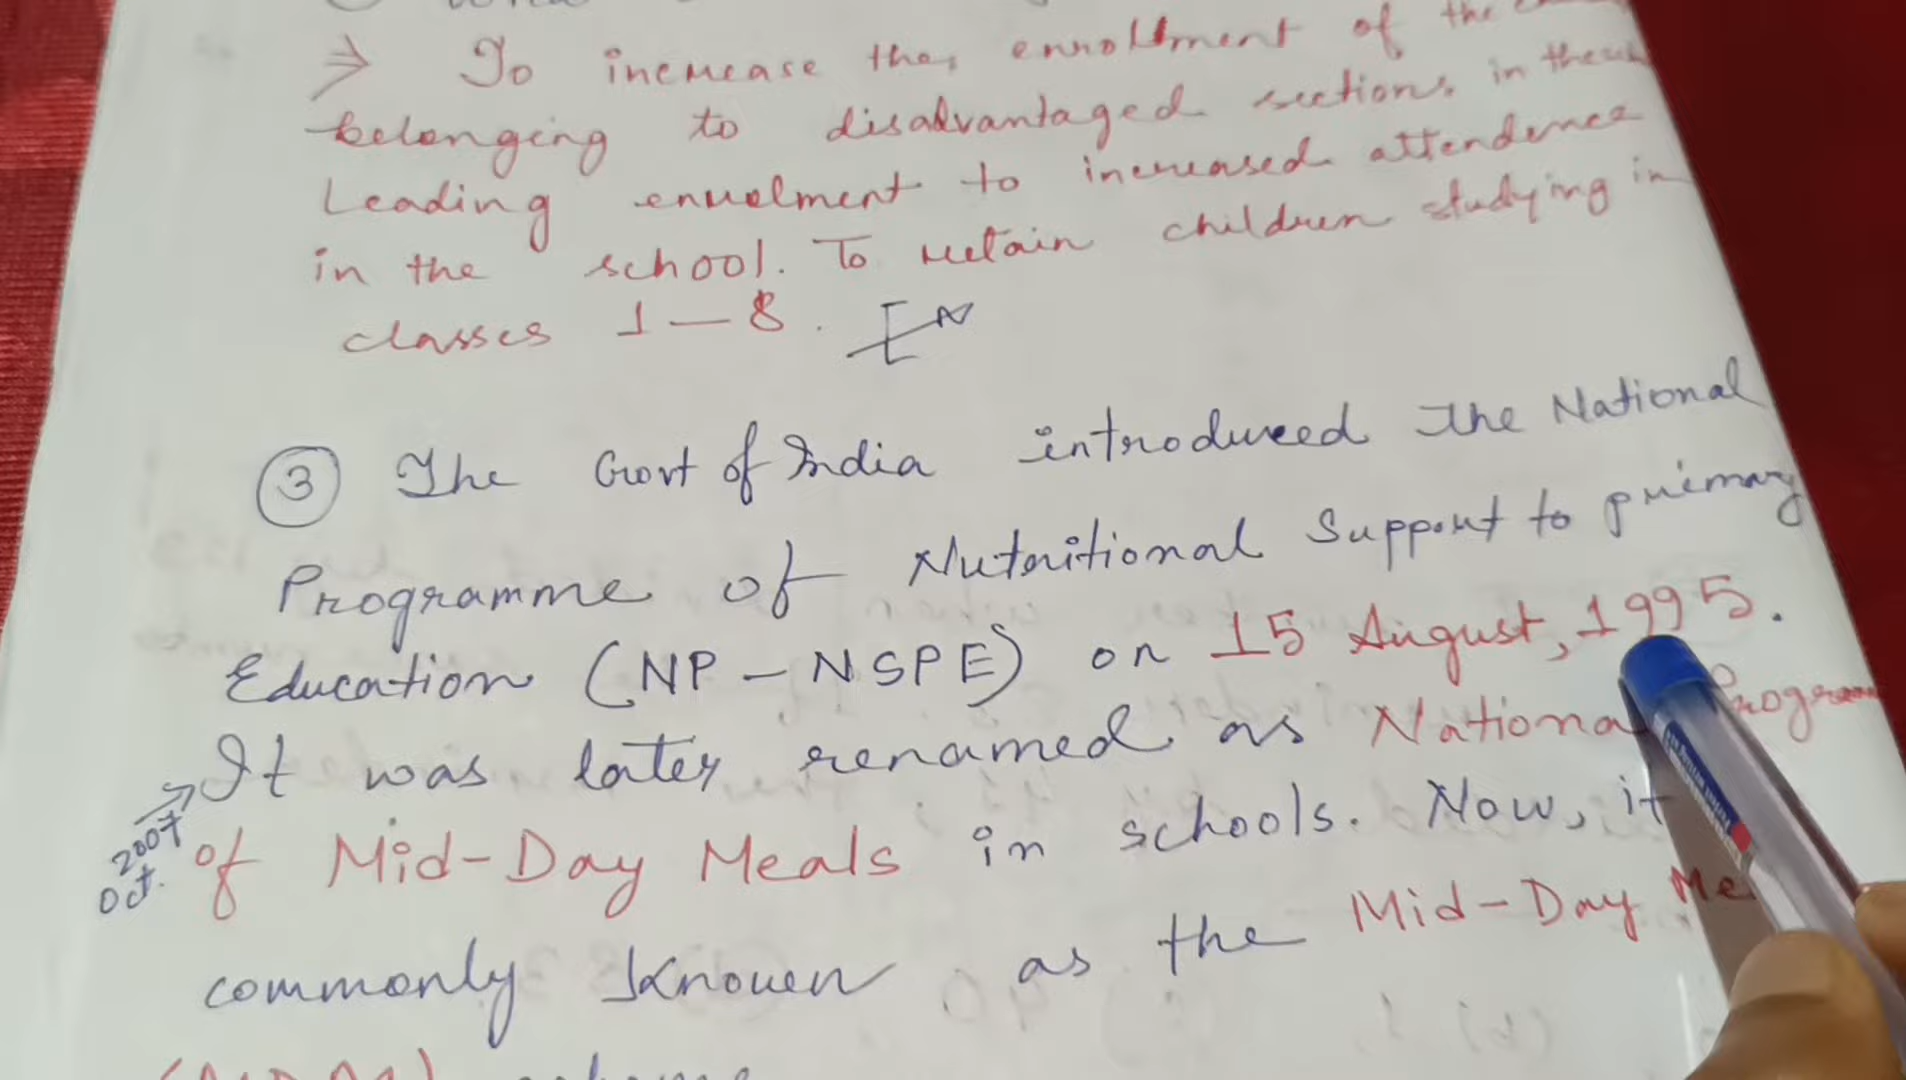 ⇒ To increase the, enrollment of the
belonging to disadvantaged sections. in the
Leading enrolment to increased attendence
in the school. To retain children studying in
classes 1 — 8.
③ The Govt of India introduced the National
Programme of Nutritional Support to primary
Education (NP - NSPE) on 15 August, 1995.
→ It was later renamed as National Program
2007 Oct. of Mid-Day Meals in schools. Now, it
commonly known as the Mid-Day Me